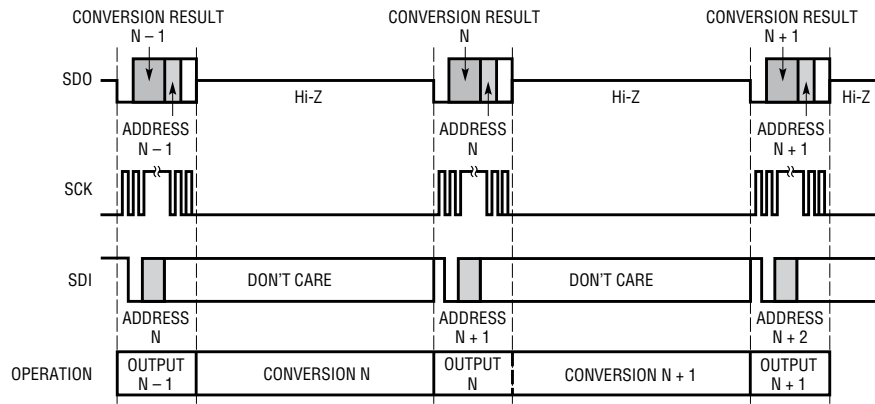 CONVERSION RESULT
N – 1
CONVERSION RESULT
N
CONVERSION RESULT
N + 1
SDO
Hi-Z
Hi-Z
Hi-Z
ADDRESS
N – 1
ADDRESS
N
ADDRESS
N + 1
SCK
SDI
DON'T CARE
DON'T CARE
ADDRESS
N
ADDRESS
N + 1
ADDRESS
N + 2
OPERATION
OUTPUT
N – 1
CONVERSION N
OUTPUT
N
CONVERSION N + 1
OUTPUT
N + 1